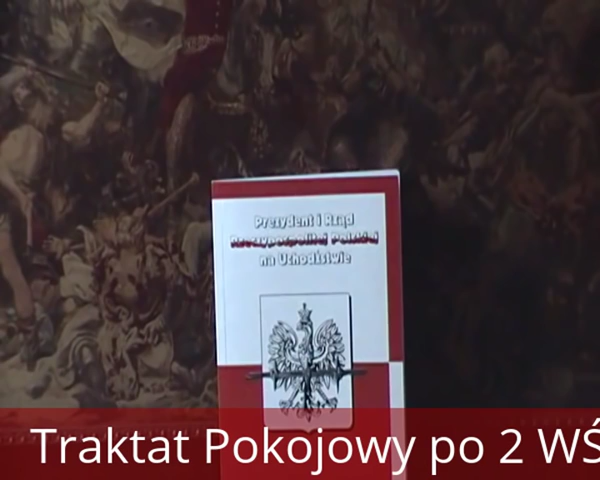 Prezydent i Rząd
Rzeczypospolitej Polskiej
na Uchodźstwie
Traktat Pokojowy po 2 WŚ